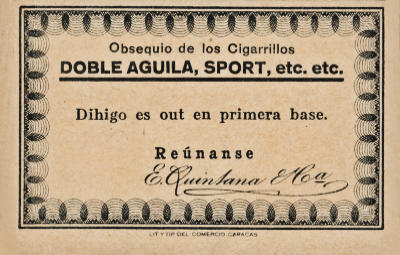 Obsequio de los Cigarrillos
DOBLE AGUILA, SPORT, etc. etc.
Dihigo es out en primera base.
Reúnanse
E. Quintana & Ca
LIT Y TIP DEL COMERCIO CARACAS